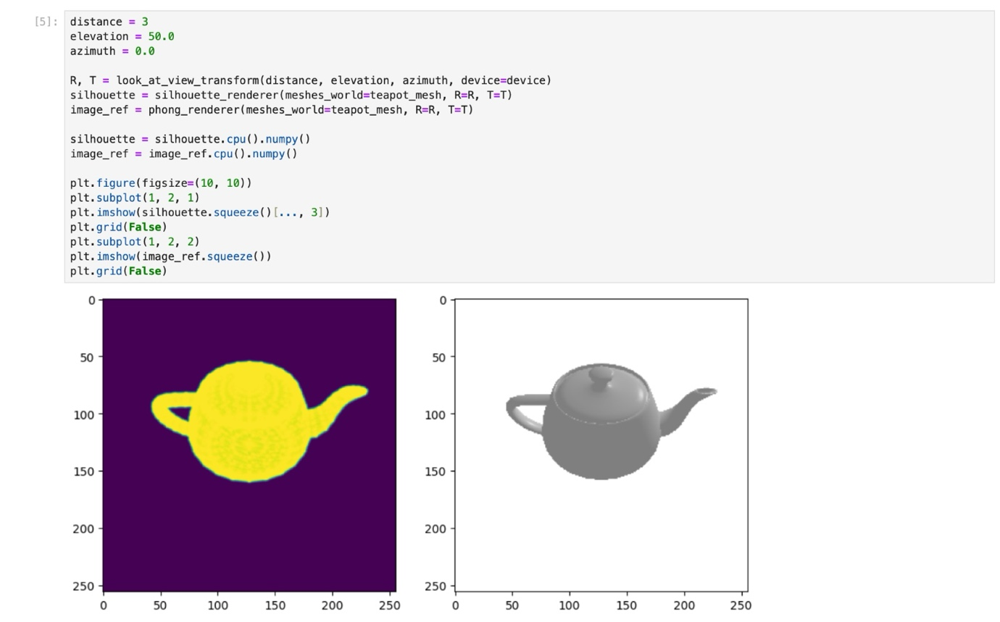 [5]:
distance = 3
elevation = 50.0
azimuth = 0.0
R, T = look_at_view_transform(distance, elevation, azimuth, device=device)
silhouette = silhouette_renderer(meshes_world=teapot_mesh, R=R, T=T)
image_ref = phong_renderer(meshes_world=teapot_mesh, R=R, T=T)
silhouette = silhouette.cpu().numpy()
image_ref = image_ref.cpu().numpy()
plt.figure(figsize=(10, 10))
plt.subplot(1, 2, 1)
plt.imshow(silhouette.squeeze()[..., 3])
plt.grid(False)
plt.subplot(1, 2, 2)
plt.imshow(image_ref.squeeze())
plt.grid(False)
0
50
100
150
200
250
0 50 100 150 200 250
0
50
100
150
200
250
0 50 100 150 200 250